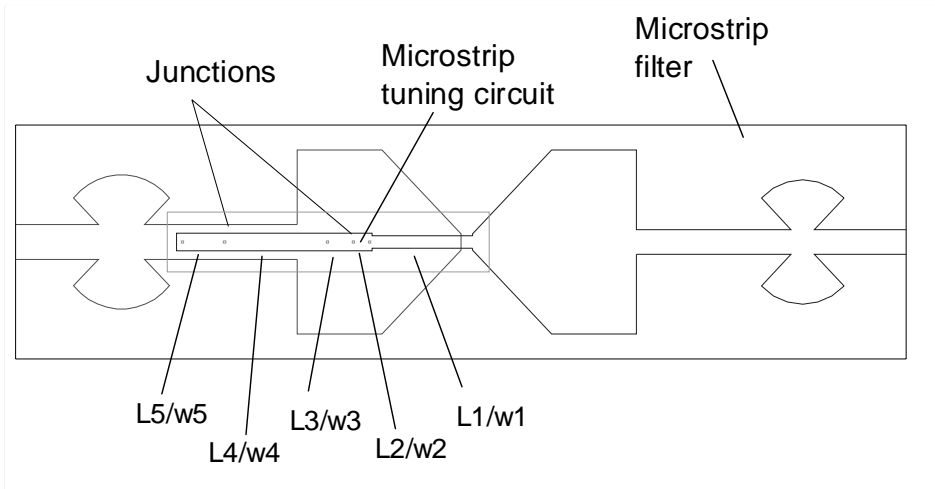 Junctions
Microstrip
tuning circuit
Microstrip
filter
L5/w5
L4/w4
L3/w3
L2/w2
L1/w1